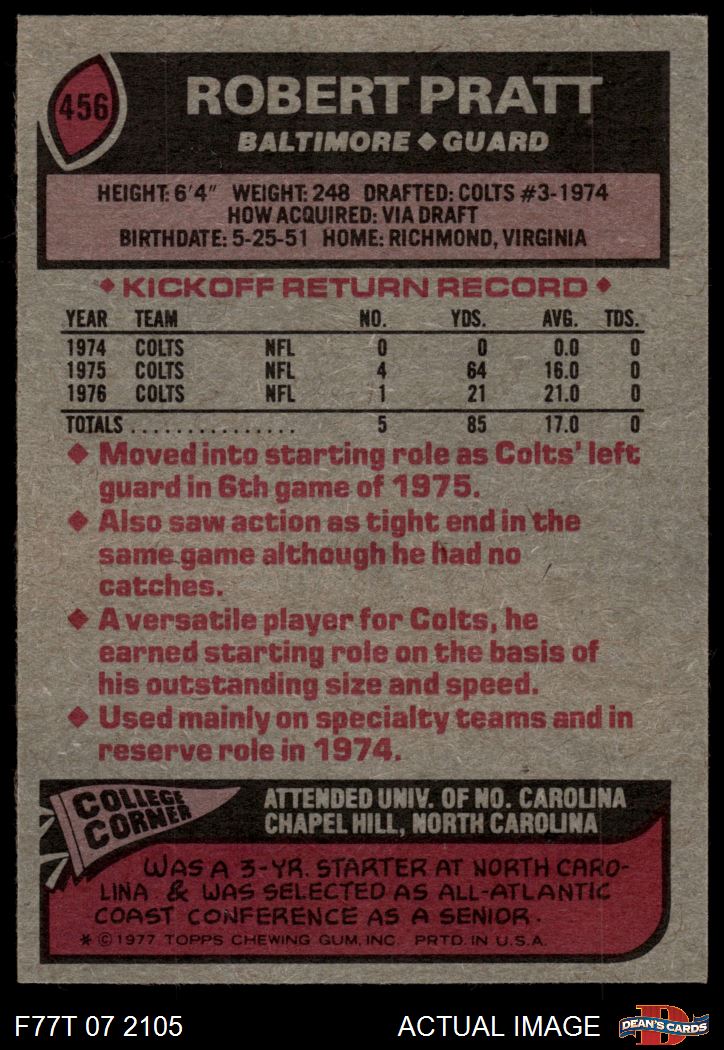 456
ROBERT PRATT
BALTIMORE ◆ GUARD
HEIGHT: 6'4" WEIGHT: 248 DRAFTED: COLTS #3-1974
HOW ACQUIRED: VIA DRAFT
BIRTHDATE: 5-25-51 HOME: RICHMOND, VIRGINIA
◆ KICKOFF RETURN RECORD ◆
YEAR TEAM NO. YDS. AVG. TDS.
1974 COLTS NFL 0 0 0.0 0
1975 COLTS NFL 4 64 16.0 0
1976 COLTS NFL 1 21 21.0 0
TOTALS ............... 5 85 17.0 0
◆ Moved into starting role as Colts' left
guard in 6th game of 1975.
◆ Also saw action as tight end in the
same game although he had no
catches.
◆ A versatile player for Colts, he
earned starting role on the basis of
his outstanding size and speed.
◆ Used mainly on specialty teams and in
reserve role in 1974.
COLLEGE
CORNER
ATTENDED UNIV. OF NO. CAROLINA
CHAPEL HILL, NORTH CAROLINA
WAS A 3-YR. STARTER AT NORTH CARO-
LINA & WAS SELECTED AS ALL-ATLANTIC
COAST CONFERENCE AS A SENIOR.
* © 1977 TOPPS CHEWING GUM, INC. PRTD. IN U.S.A.
F77T 07 2105 ACTUAL IMAGE
D
DEAN'S CARDS